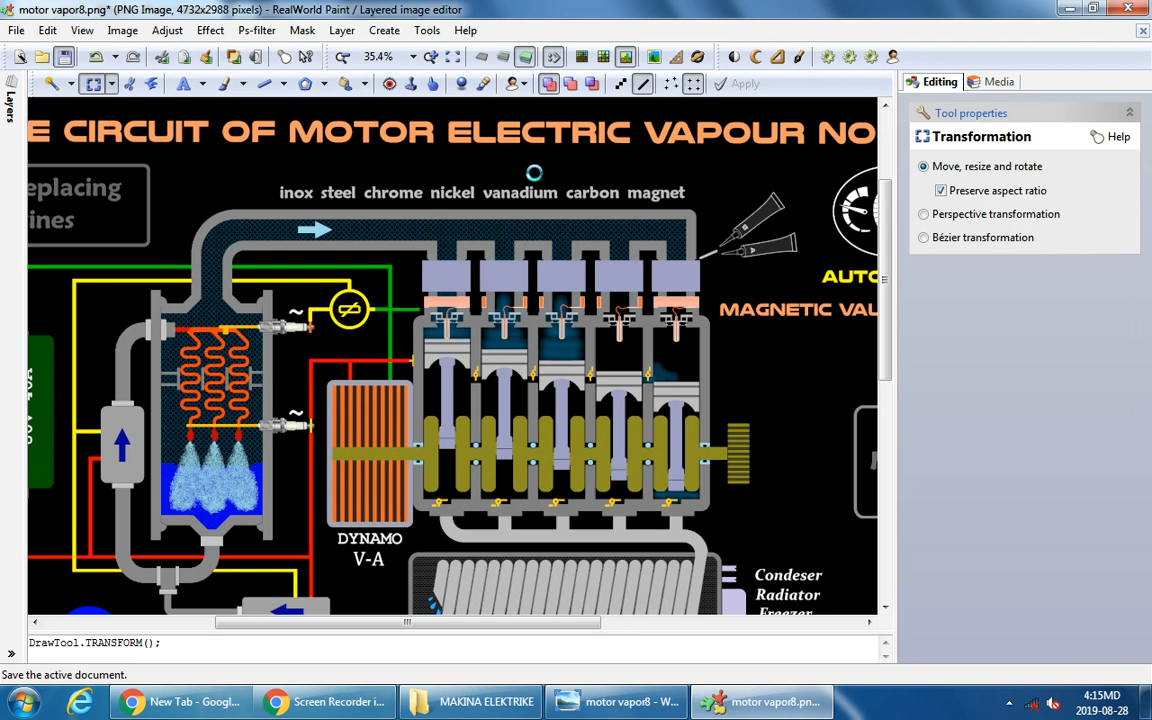 motor vapor8.png* (PNG Image, 4732x2988 pixels) - RealWorld Paint / Layered image editor
File Edit View Image Adjust Effect Ps-filter Mask Layer Create Tools Help
35.4%
Apply
Layers
E CIRCUIT OF MOTOR ELECTRIC VAPOUR NO
eplacing
ines
inox steel chrome nickel vanadium carbon magnet
AUTO
MAGNETIC VAL
~
~
DYNAMO
V-A
Condeser
Radiator
Freezer
Editing
Media
Tool properties
Transformation
Help
Move, resize and rotate
Preserve aspect ratio
Perspective transformation
Bézier transformation
DrawTool.TRANSFORM();
Save the active document.
New Tab - Googl...
Screen Recorder i...
MAKINA ELEKTRIKE
motor vapor8 - W...
motor vapor8.pn...
4:15MD
2019-08-28